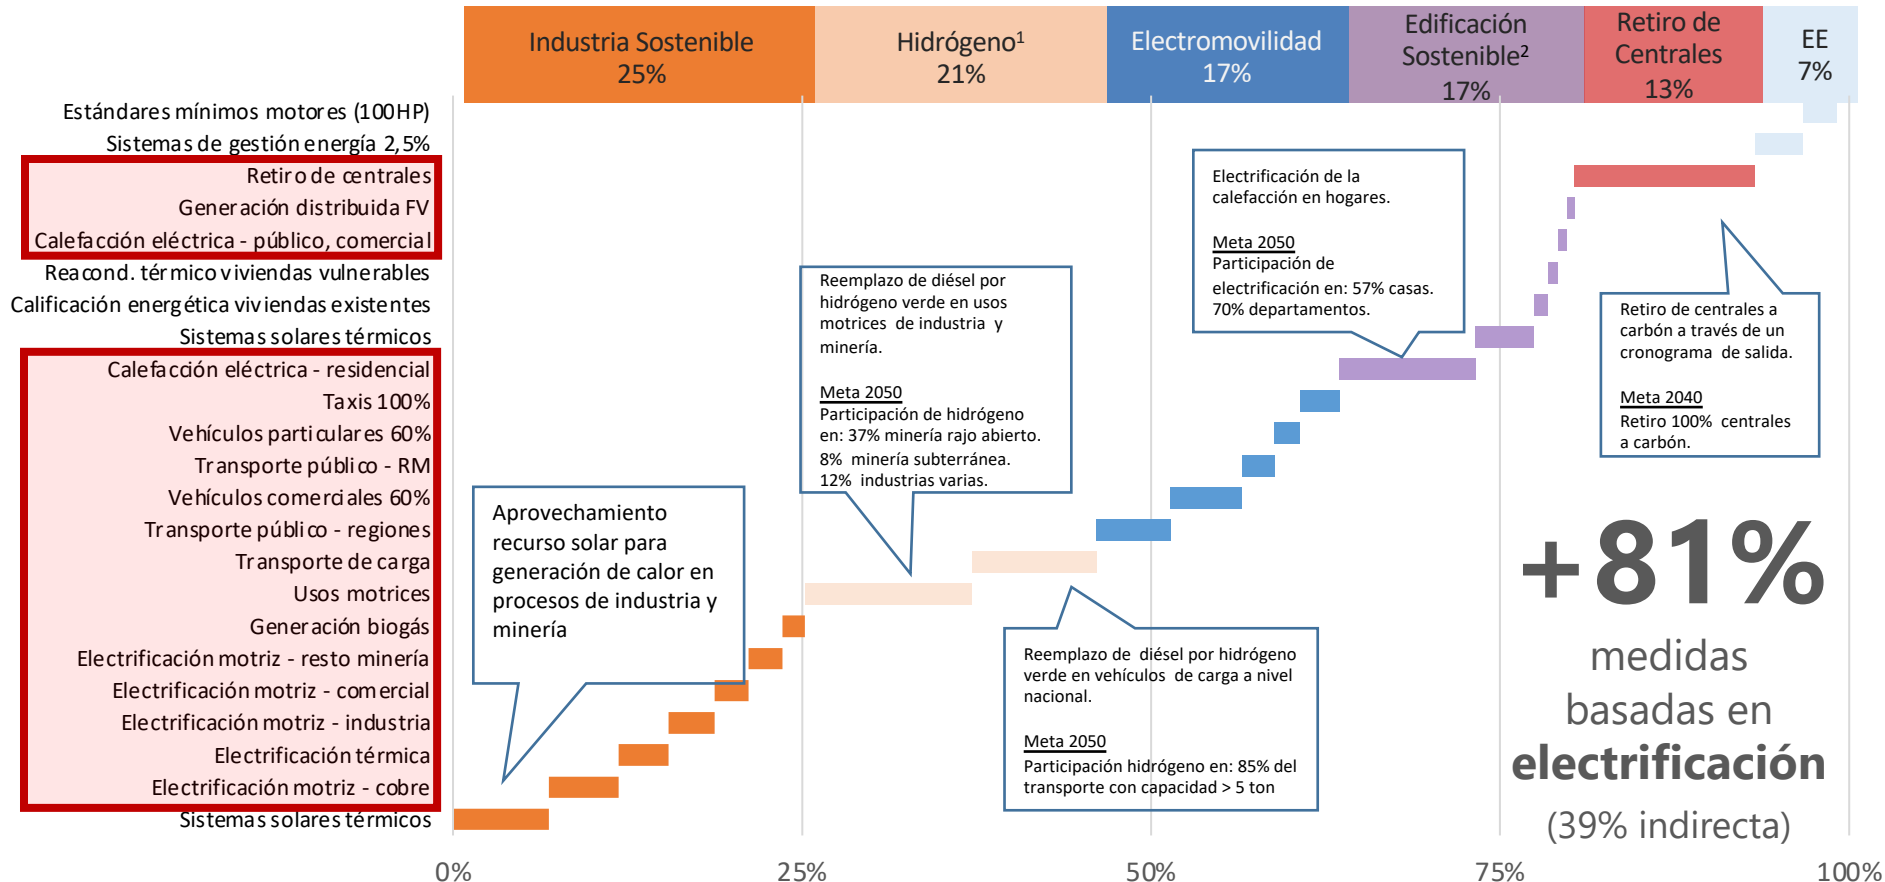 Industria Sostenible
25%
Hidrógeno¹
21%
Electromovilidad
17%
Edificación
Sostenible²
17%
Retiro de
Centrales
13%
EE
7%
Estándares mínimos motores (100HP)
Sistemas de gestión energía 2,5%
Retiro de centrales
Generación distribuida FV
Calefacción eléctrica - público, comercial
Reacond. térmico viviendas vulnerables
Calificación energética viviendas existentes
Sistemas solares térmicos
Calefacción eléctrica - residencial
Taxis 100%
Vehículos particulares 60%
Transporte público - RM
Vehículos comerciales 60%
Transporte público - regiones
Transporte de carga
Usos motrices
Generación biogás
Electrificación motriz - resto minería
Electrificación motriz - comercial
Electrificación motriz - industria
Electrificación térmica
Electrificación motriz - cobre
Sistemas solares térmicos
Aprovechamiento
recurso solar para
generación de calor en
procesos de industria y
minería
Reemplazo de diésel por
hidrógeno verde en usos
motrices de industria y
minería.
Meta 2050
Participación de hidrógeno
en: 37% minería rajo abierto.
8% minería subterránea.
12% industrias varias.
Reemplazo de diésel por hidrógeno
verde en vehículos de carga a nivel
nacional.
Meta 2050
Participación hidrógeno en: 85% del
transporte con capacidad > 5 ton
Electrificación de la
calefacción en hogares.
Meta 2050
Participación de
electrificación en: 57% casas.
70% departamentos.
Retiro de centrales a
carbón a través de un
cronograma de salida.
Meta 2040
Retiro 100% centrales
a carbón.
+81%
medidas
basadas en
electrificación
(39% indirecta)
0%
25%
50%
75%
100%